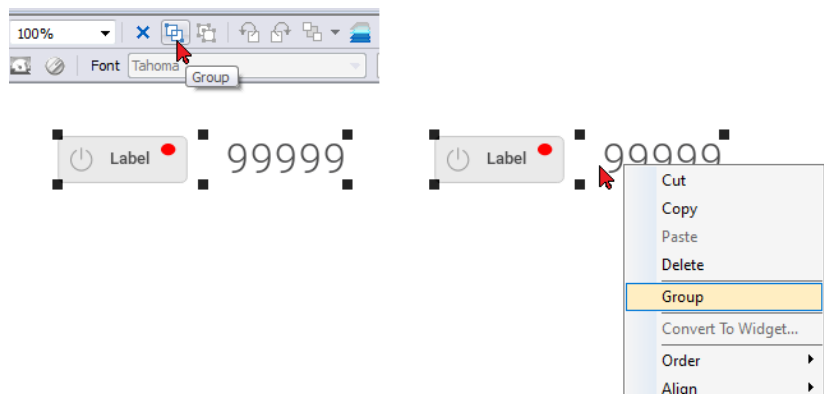 100%
Font Tahoma
Group
Label 99999
Label 99999
Cut
Copy
Paste
Delete
Group
Convert To Widget...
Order
Align